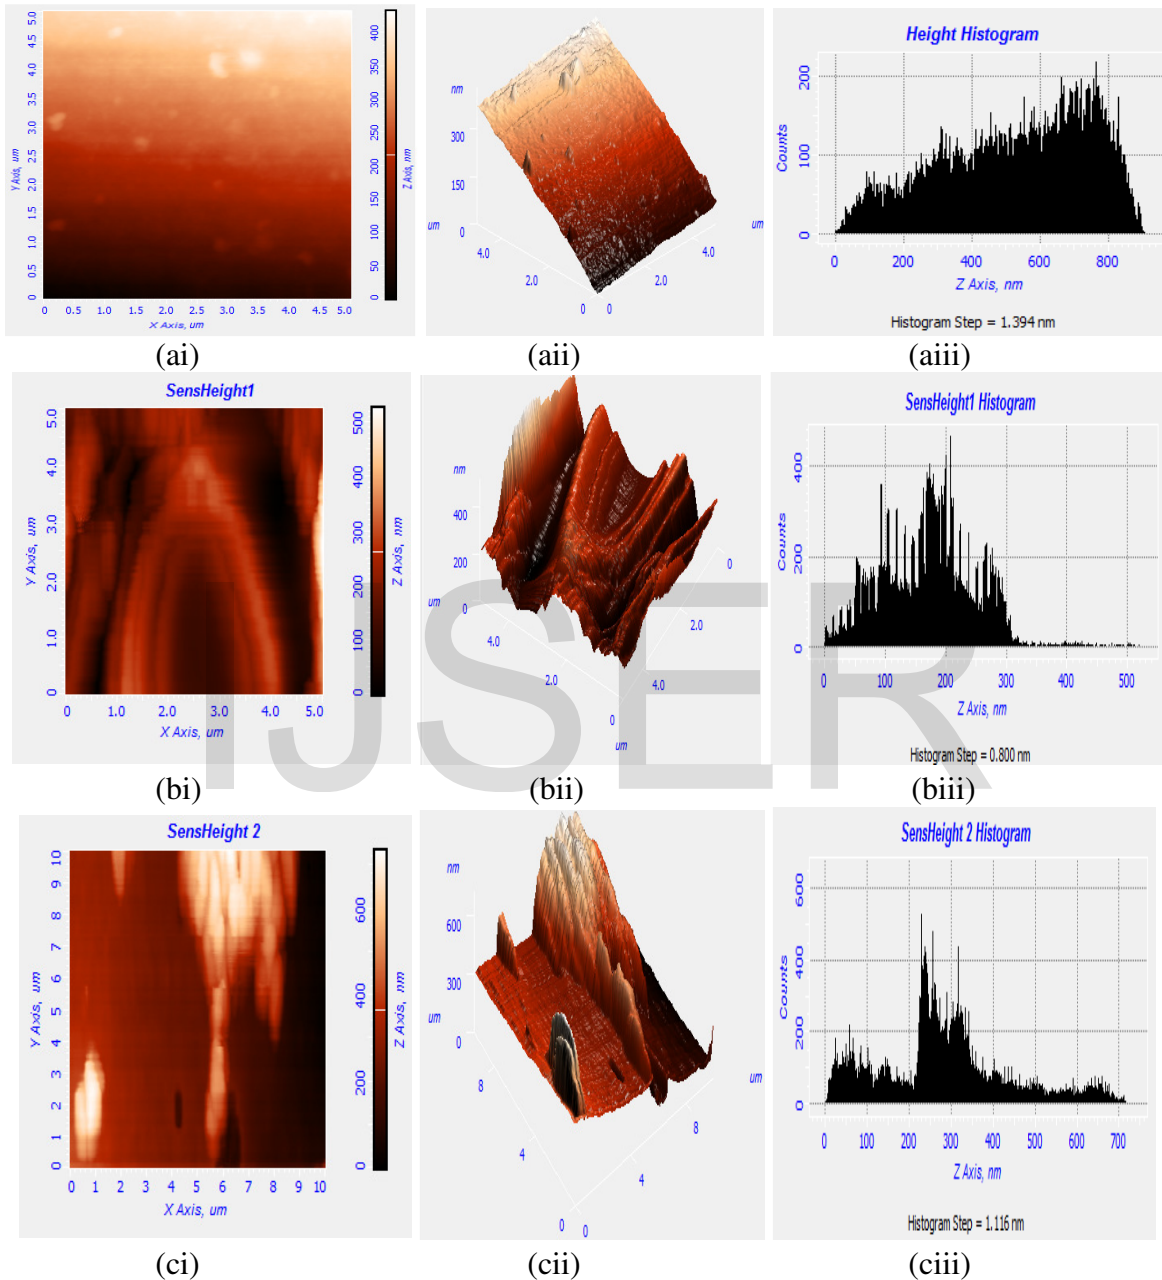 5.0
4.5
4.0
3.5
3.0
2.5
2.0
1.5
1.0
0.5
0
Y Axis, um
0 0.5 1.0 1.5 2.0 2.5 3.0 3.5 4.0 4.5 5.0
X Axis, um
400
350
300
250
200
150
100
50
0
Z Axis, nm
nm
300
150
um
0
4.0
2.0
0
0
2.0
4.0
um
Height Histogram
200
100
0
Counts
0 200 400 600 800
Z Axis, nm
Histogram Step = 1.394 nm
(ai) (aii) (aiii)
SensHeight1
5.0
4.0
3.0
2.0
1.0
0
Y Axis, um
0 1.0 3.0 4.0 5.0
X Axis, um
500
400
300
200
100
0
Z Axis, nm
nm
400
200
um
0
4.0
2.0
0
um
4.0
2.0
0
SensHeight1 Histogram
400
200
0
Counts
0 100 200 300 400 500
Z Axis, nm
Histogram Step = 0.800 nm
IJSER
(bi) (bii) (biii)
SensHeight 2
10
9
8
7
6
5
4
3
2
1
0
Y Axis, um
0 1 3 4 5 6 7 8 9 10
X Axis, um
600
400
200
0
Z Axis, nm
nm
600
300
um
0
8
4
0
0
4
8
um
SensHeight 2 Histogram
600
400
200
0
Counts
0 100 200 300 400 500 600 700
Z Axis, nm
Histogram Step = 1.116 nm
(ci) (cii) (ciii)